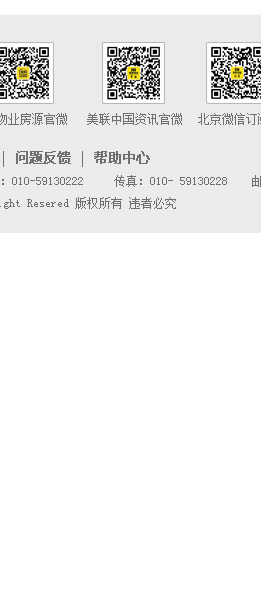 物业房源官微 美联中国资讯官微 北京微信订阅
| 问题反馈 | 帮助中心
: 010-59130222 传真: 010- 59130228 邮
ight Resered 版权所有 违者必究